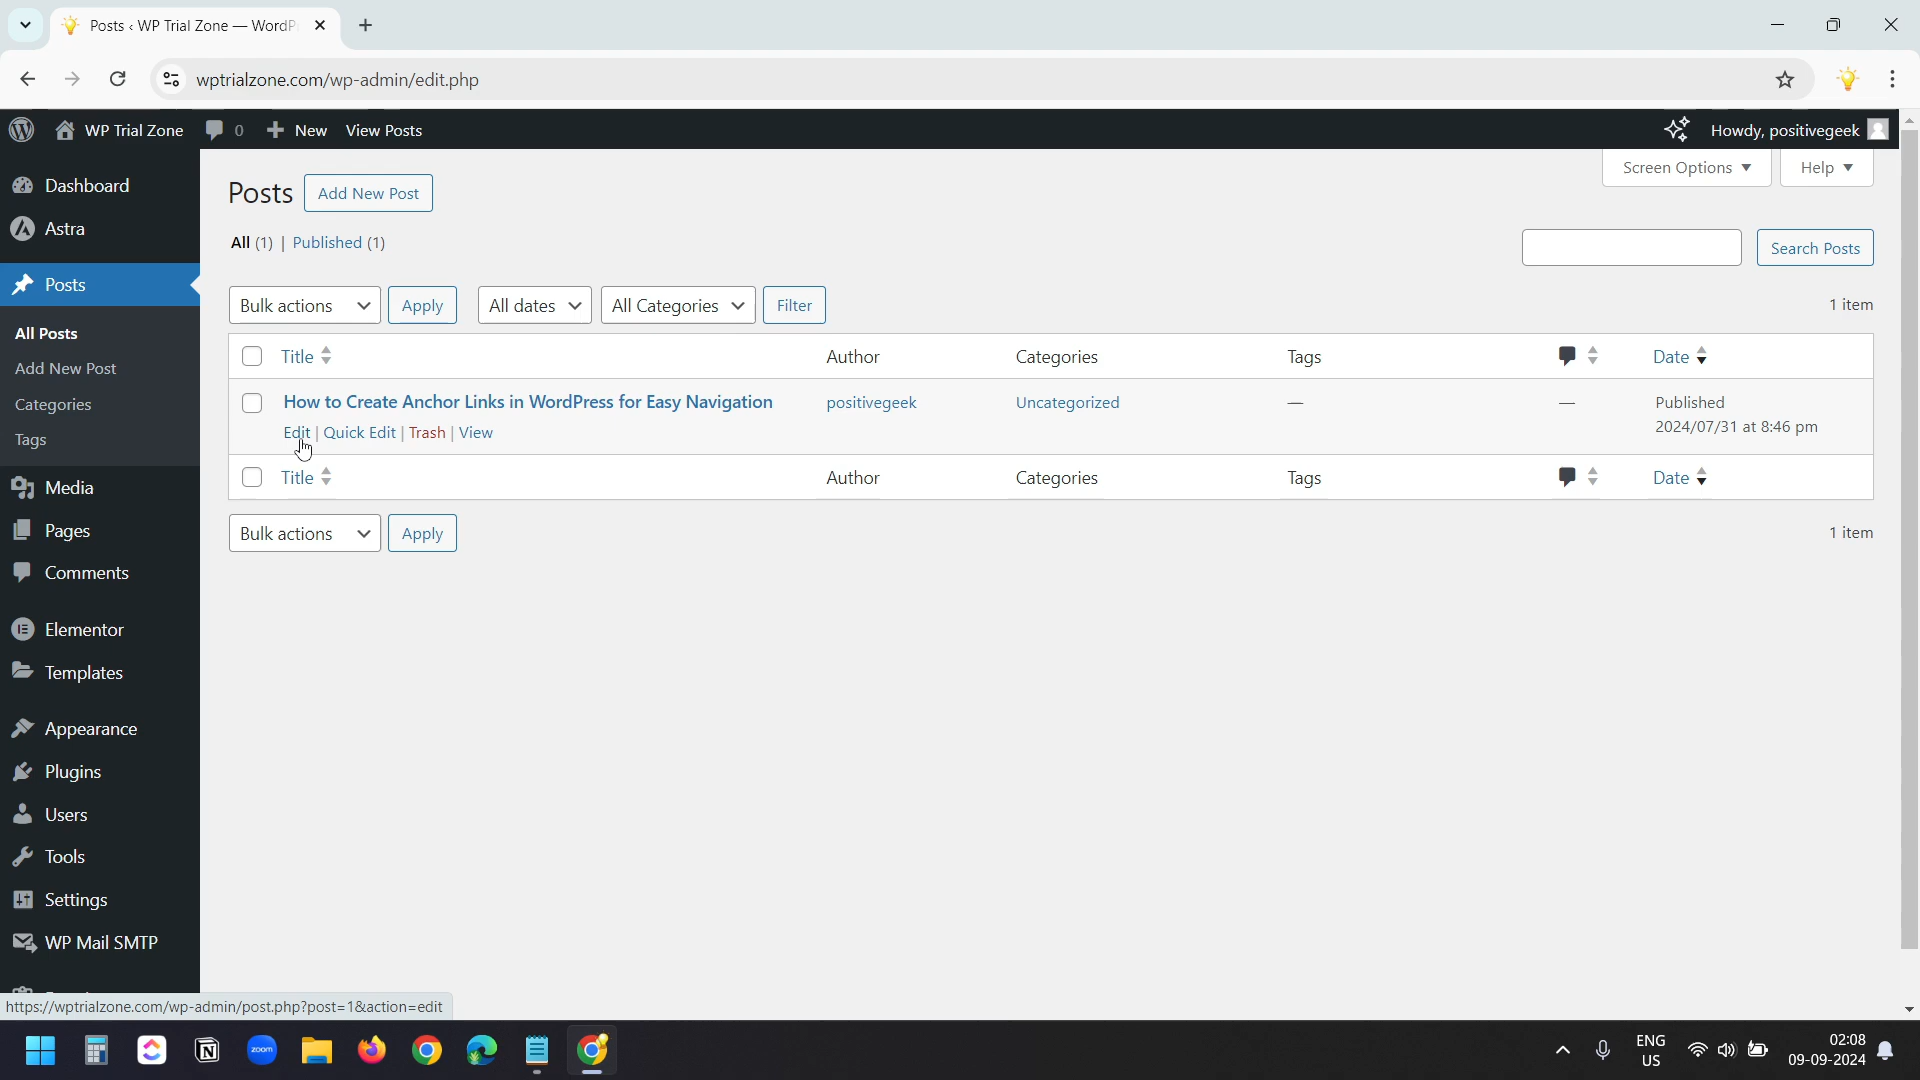 Posts ‹ WP Trial Zone — WordP
wptrialzone.com/wp-admin/edit.php
WP Trial Zone 0 New View Posts Howdy, positivegeek
Dashboard
Astra
Posts
All Posts
Add New Post
Categories
Tags
Media
Pages
Comments
Elementor
Templates
Appearance
Plugins
Users
Tools
Settings
WP Mail SMTP
Screen Options Help
Posts Add New Post
All (1) | Published (1)
Search Posts
Bulk actions Apply All dates All Categories Filter 1 item
Title Author Categories Tags Date
How to Create Anchor Links in WordPress for Easy Navigation positivegeek Uncategorized — — Published
2024/07/31 at 8:46 pm
Edit | Quick Edit | Trash | View
Title Author Categories Tags Date
Bulk actions Apply 1 item
https://wptrialzone.com/wp-admin/post.php?post=1&action=edit
zoom
ENG
US
02:08
09-09-2024